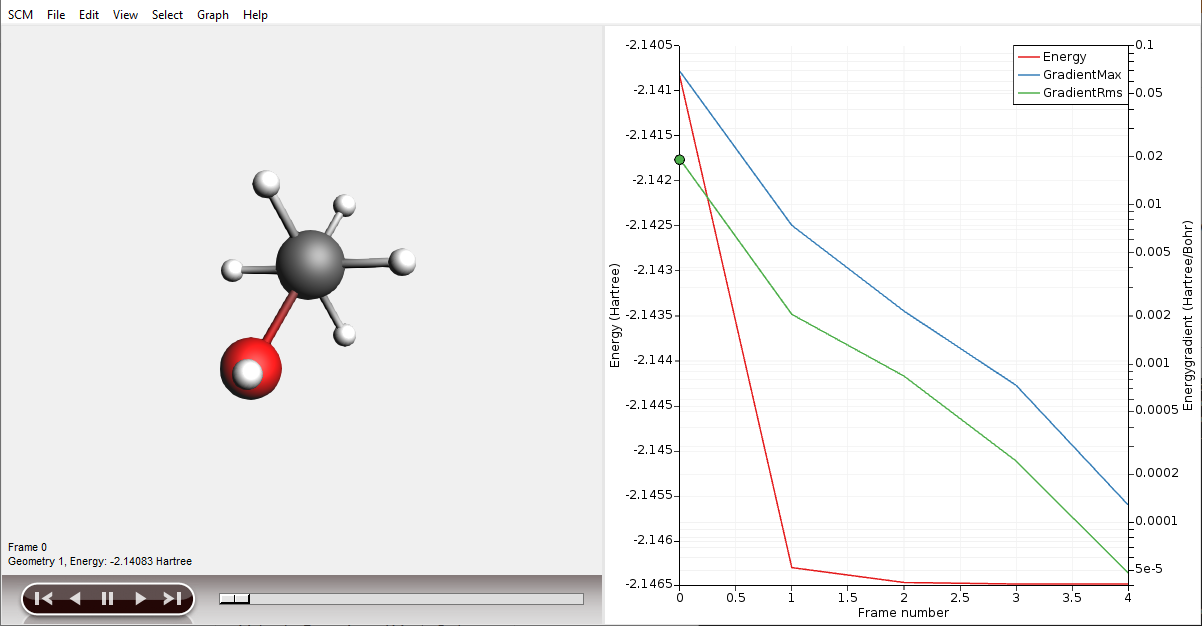 SCM File Edit View Select Graph Help
Frame 0
Geometry 1, Energy: -2.14083 Hartree
Energy (Hartree)
-2.1405
-2.141
-2.1415
-2.142
-2.1425
-2.143
-2.1435
-2.144
-2.1445
-2.145
-2.1455
-2.146
-2.1465
Energy
GradientMax
GradientRms
0.1
0.05
0.02
0.01
0.005
0.002
0.001
0.0005
0.0002
0.0001
5e-5
Energygradient (Hartree/Bohr)
0 0.5 1 1.5 2 2.5 3 3.5 4
Frame number